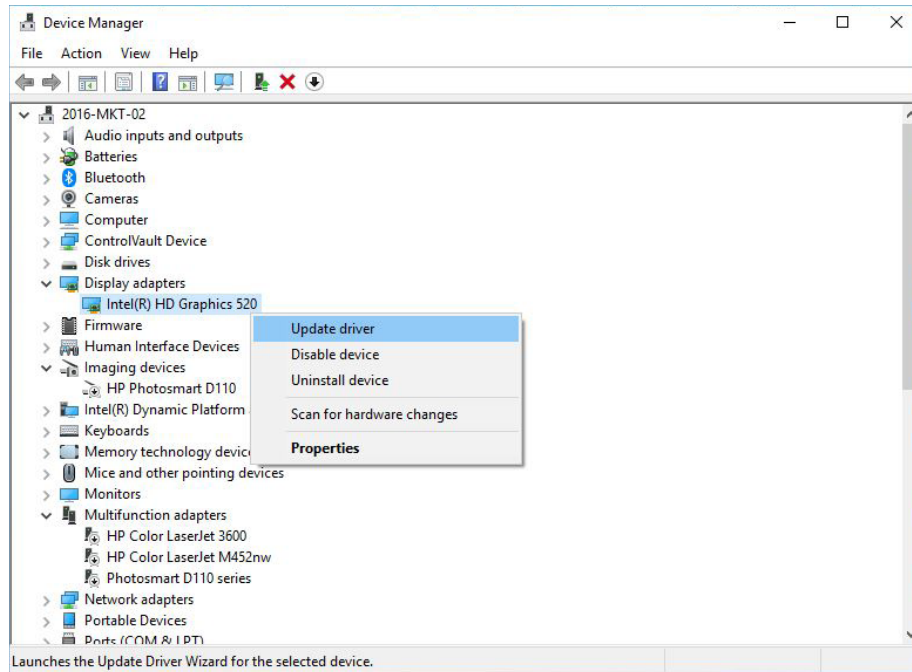 Device Manager
File Action View Help
2016-MKT-02
Audio inputs and outputs
Batteries
Bluetooth
Cameras
Computer
ControlVault Device
Disk drives
Display adapters
Intel(R) HD Graphics 520
Firmware
Update driver
Human Interface Devices
Disable device
Imaging devices
Uninstall device
HP Photosmart D110
Intel(R) Dynamic Platform
Scan for hardware changes
Keyboards
Memory technology devic
Properties
Mice and other pointing devices
Monitors
Multifunction adapters
HP Color LaserJet 3600
HP Color LaserJet M452nw
Photosmart D110 series
Network adapters
Portable Devices
Ports (COM & LPT)
Launches the Update Driver Wizard for the selected device.